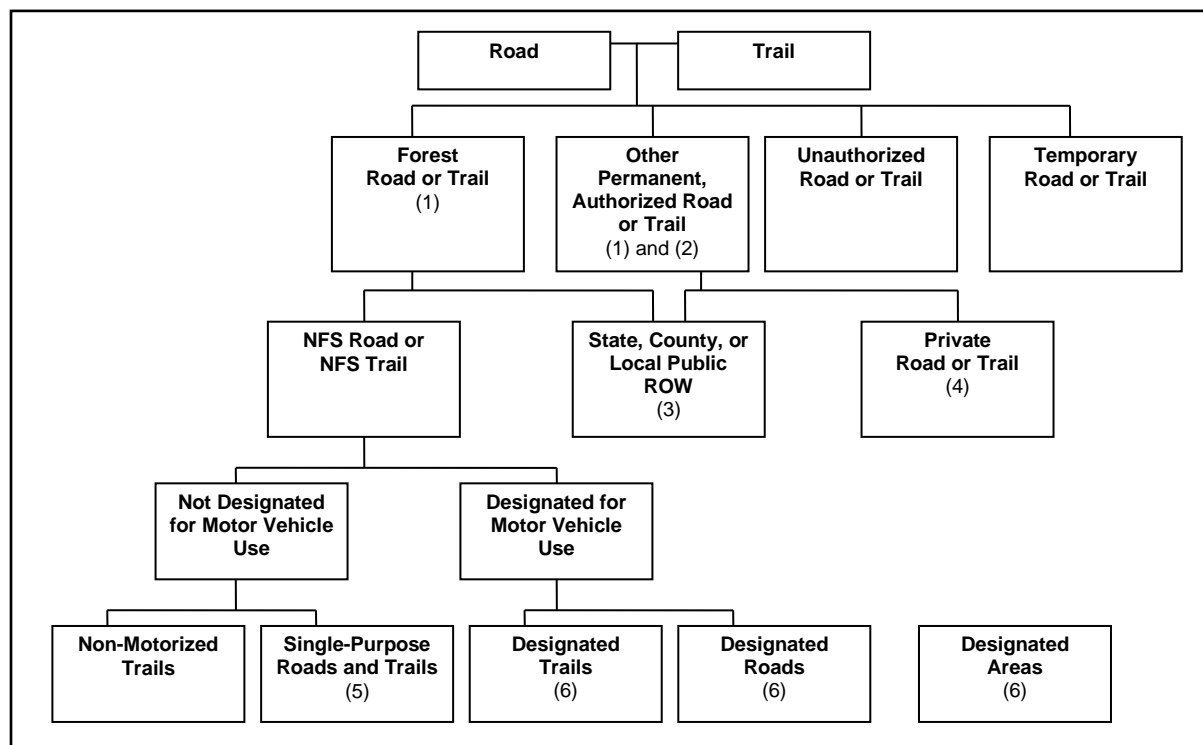 Road
Trail
Forest
Road or Trail
(1)
Other
Permanent,
Authorized Road
or Trail
(1) and (2)
Unauthorized
Road or Trail
Temporary
Road or Trail
NFS Road or
NFS Trail
State, County, or
Local Public
ROW
(3)
Private
Road or Trail
(4)
Not Designated
for Motor Vehicle
Use
Designated for
Motor Vehicle
Use
Non-Motorized
Trails
Single-Purpose
Roads and Trails
(5)
Designated
Trails
(6)
Designated
Roads
(6)
Designated
Areas
(6)